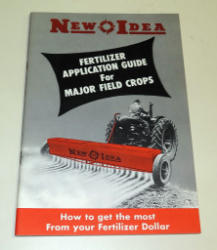 NEW IDEA
FERTILIZER
APPLICATION GUIDE
For
MAJOR FIELD CROPS
NEW IDEA
How to get the most
From your Fertilizer Dollar